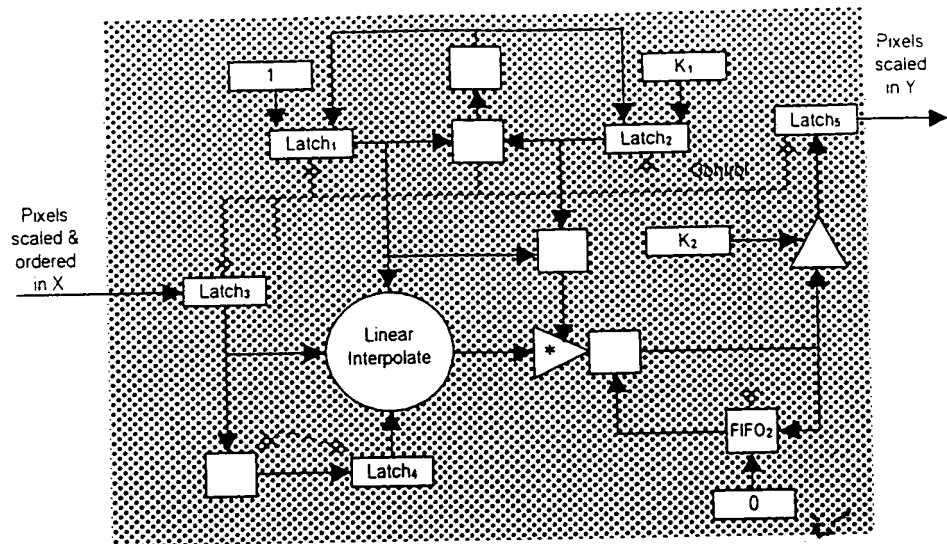 Pixels
scaled
in Y
1
K₁
Latch₁
Latch₂
Latch₅
Control
Pixels
scaled &
ordered
in X
K₂
Latch₃
Linear
Interpolate
*
FIFO₂
Latch₄
0